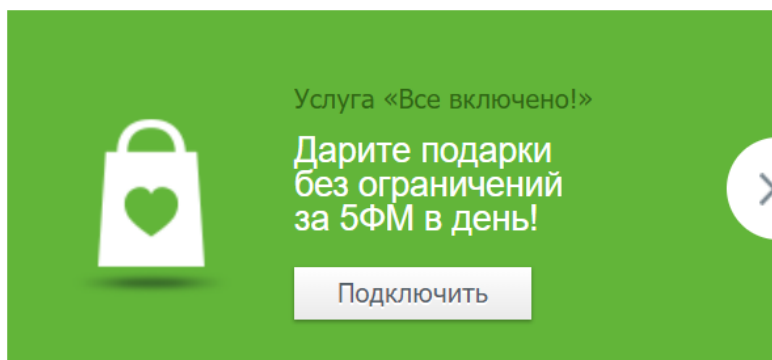 Услуга «Все включено!»
Дарите подарки
без ограничений
за 5ФМ в день!
Подключить